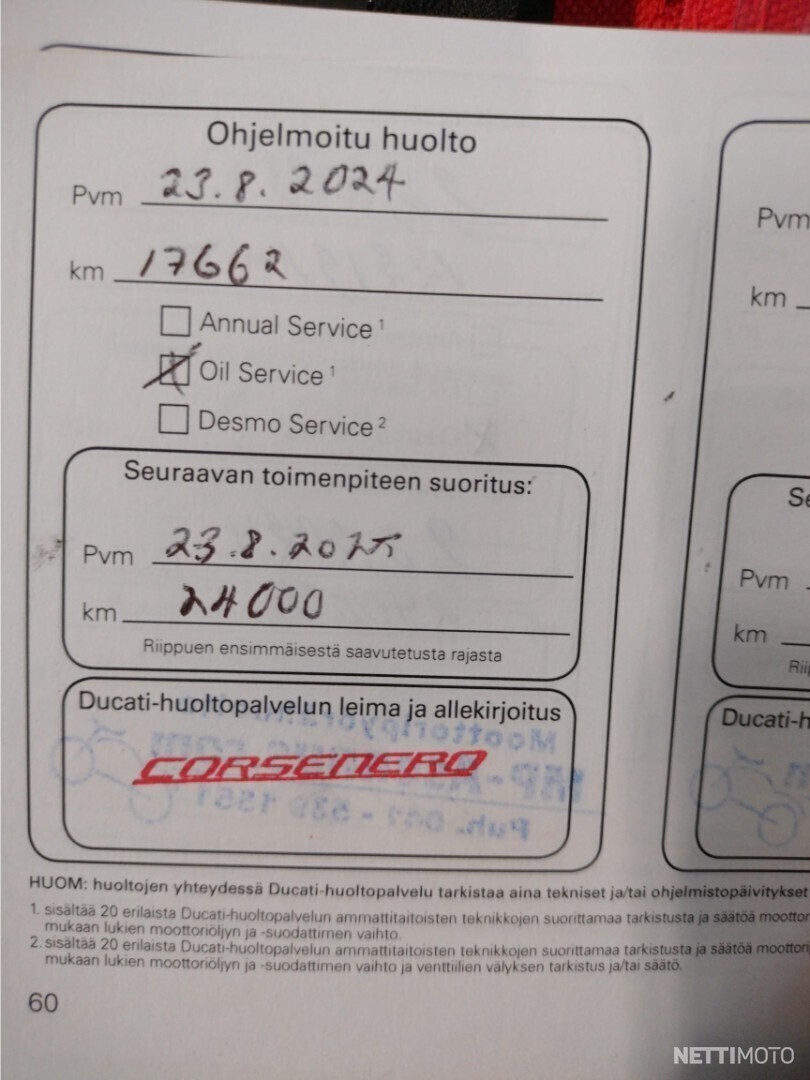 Ohjelmoitu huolto
Pvm 23.8.2024
km 17662
Annual Service ¹
Oil Service ¹
Desmo Service ²
Seuraavan toimenpiteen suoritus:
Pvm 23.8.2025
km 24000
Riippuen ensimmäisestä saavutetusta rajasta
Ducati-huoltopalvelun leima ja allekirjoitus
CORSENERO
HUOM: huoltojen yhteydessä Ducati-huoltopalvelu tarkistaa aina tekniset ja/tai ohjelmistopäivitykset
1. sisältää 20 erilaista Ducati-huoltopalvelun ammattitaitoisten teknikkojen suorittamaa tarkistusta ja säätöä moottor
mukaan lukien moottoriöljyn ja -suodattimen vaihto.
2. sisältää 20 erilaista Ducati-huoltopalvelun ammattitaitoisten teknikkojen suorittamaa tarkistusta ja säätöä moottori
mukaan lukien moottoriöljyn ja -suodattimen vaihto ja venttiilien välyksen tarkistus ja/tai säätö.
60
Pvm
km
Se
Pvm
km
Rii
Ducati-h
NETTIMOTO